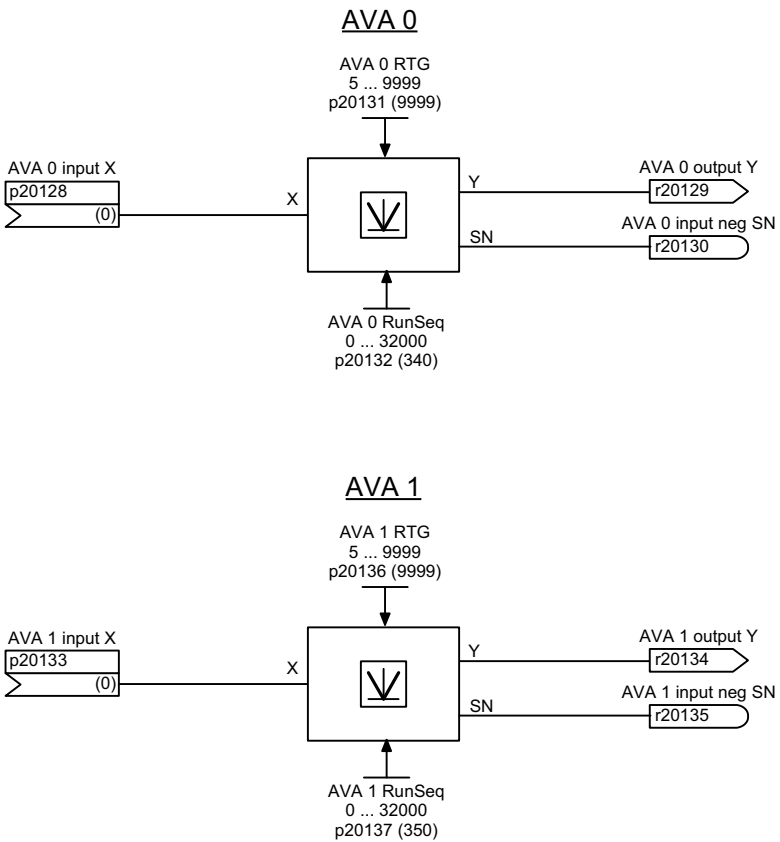 AVA 0
AVA 0 RTG
5 ... 9999
p20131 (9999)
AVA 0 input X
p20128
(0)
X
Y
SN
AVA 0 output Y
r20129
AVA 0 input neg SN
r20130
AVA 0 RunSeq
0 ... 32000
p20132 (340)
AVA 1
AVA 1 RTG
5 ... 9999
p20136 (9999)
AVA 1 input X
p20133
(0)
X
Y
SN
AVA 1 output Y
r20134
AVA 1 input neg SN
r20135
AVA 1 RunSeq
0 ... 32000
p20137 (350)